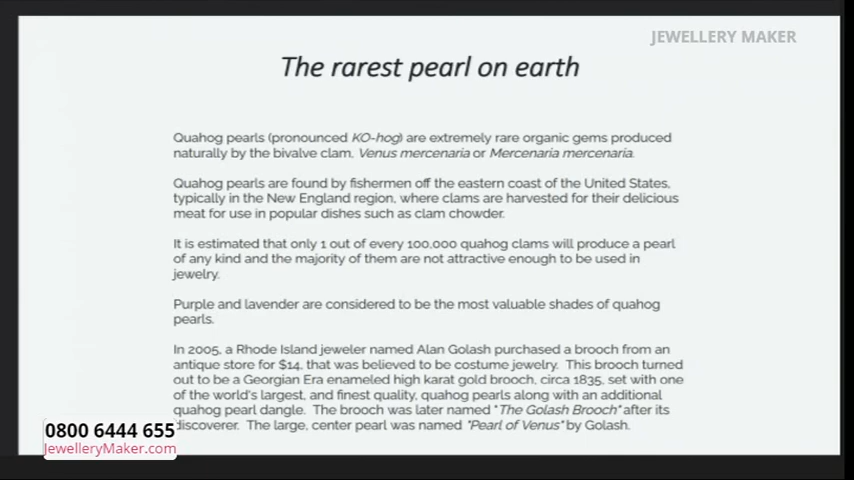 JEWELLERY MAKER
The rarest pearl on earth
Quahog pearls (pronounced KO-hog) are extremely rare organic gems produced
naturally by the bivalve clam, Venus mercenaria or Mercenaria mercenaria.
Quahog pearls are found by fishermen off the eastern coast of the United States,
typically in the New England region, where clams are harvested for their delicious
meat for use in popular dishes such as clam chowder.
It is estimated that only 1 out of every 100,000 quahog clams will produce a pearl
of any kind and the majority of them are not attractive enough to be used in
jewelry.
Purple and lavender are considered to be the most valuable shades of quahog
pearls.
In 2005, a Rhode Island jeweler named Alan Golash purchased a brooch from an
antique store for $14, that was believed to be costume jewelry. This brooch turned
out to be a Georgian Era enameled high karat gold brooch, circa 1835, set with one
of the world's largest, and finest quality, quahog pearls along with an additional
quahog pearl dangle. The brooch was later named "The Golash Brooch" after its
discoverer. The large, center pearl was named "Pearl of Venus" by Golash.
0800 6444 655
JewelleryMaker.com